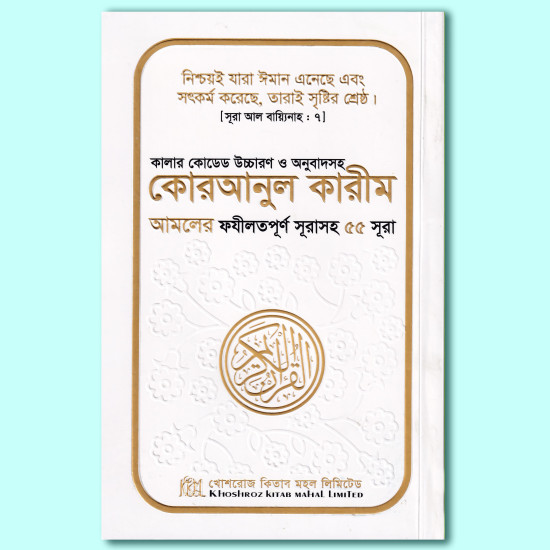 নিশ্চয়ই যারা ঈমান এনেছে এবং
সৎকর্ম করেছে, তারাই সৃষ্টির শ্রেষ্ঠ।
[সূরা আল বায়্যিনাহ : ৭]
কালার কোডেড উচ্চারণ ও অনুবাদসহ
কোরআনুল কারীম
আমলের ফযীলতপূর্ণ সূরাসহ ৫৫ সূরা
القرآن الكريم
খোশরোজ কিতাব মহল লিমিটেড
KHOSHROZ KITAB MAHAL LIMITED